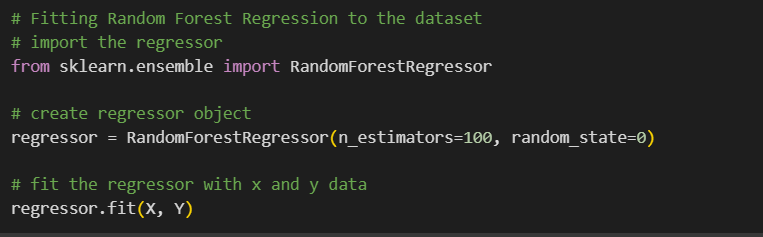 # Fitting Random Forest Regression to the dataset
# import the regressor
from sklearn.ensemble import RandomForestRegressor
# create regressor object
regressor = RandomForestRegressor(n_estimators=100, random_state=0)
# fit the regressor with x and y data
regressor.fit(X, Y)